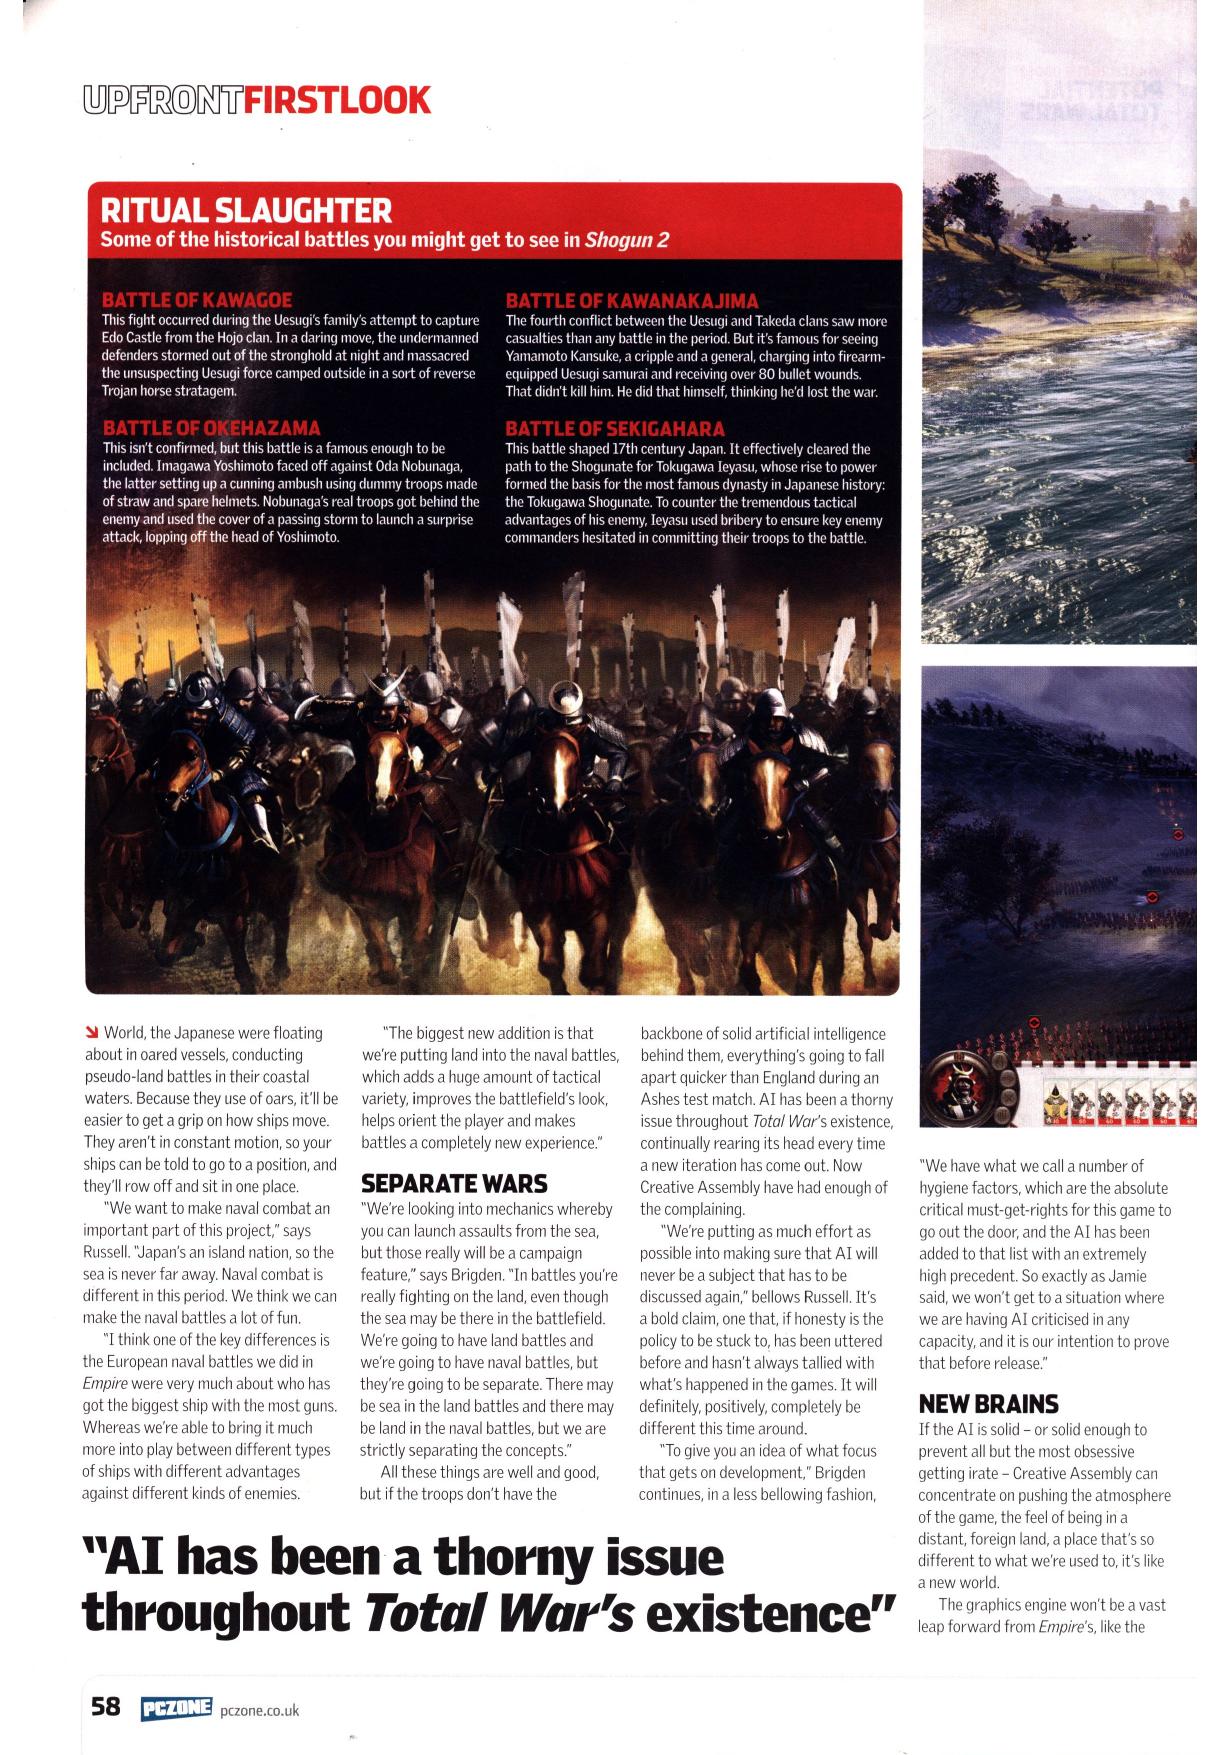 UPFRONTFIRSTLOOK
RITUAL SLAUGHTER
Some of the historical battles you might get to see in Shogun 2
BATTLE OF KAWAGOE
This fight occurred during the Uesugi's family's attempt to capture
Edo Castle from the Hojo clan. In a daring move, the undermanned
defenders stormed out of the stronghold at night and massacred
the unsuspecting Uesugi force camped outside in a sort of reverse
Trojan horse stratagem.
BATTLE OF OKEHAZAMA
This isn't confirmed, but this battle is a famous enough to be
included. Imagawa Yoshimoto faced off against Oda Nobunaga,
the latter setting up a cunning ambush using dummy troops made
of straw and spare helmets. Nobunaga's real troops got behind the
enemy and used the cover of a passing storm to launch a surprise
attack, lopping off the head of Yoshimoto.
BATTLE OF KAWANAKAJIMA
The fourth conflict between the Uesugi and Takeda clans saw more
casualties than any battle in the period. But it's famous for seeing
Yamamoto Kansuke, a cripple and a general, charging into firearm-
equipped Uesugi samurai and receiving over 80 bullet wounds.
That didn't kill him. He did that himself, thinking he'd lost the war.
BATTLE OF SEKIGAHARA
This battle shaped 17th century Japan. It effectively cleared the
path to the Shogunate for Tokugawa Ieyasu, whose rise to power
formed the basis for the most famous dynasty in Japanese history:
the Tokugawa Shogunate. To counter the tremendous tactical
advantages of his enemy, Ieyasu used bribery to ensure key enemy
commanders hesitated in committing their troops to the battle.
World, the Japanese were floating
about in oared vessels, conducting
pseudo-land battles in their coastal
waters. Because they use of oars, it'll be
easier to get a grip on how ships move.
They aren't in constant motion, so your
ships can be told to go to a position, and
they'll row off and sit in one place.
"We want to make naval combat an
important part of this project," says
Russell. "Japan's an island nation, so the
sea is never far away. Naval combat is
different in this period. We think we can
make the naval battles a lot of fun.
"I think one of the key differences is
the European naval battles we did in
Empire were very much about who has
got the biggest ship with the most guns.
Whereas we're able to bring it much
more into play between different types
of ships with different advantages
against different kinds of enemies.
"The biggest new addition is that
we're putting land into the naval battles,
which adds a huge amount of tactical
variety, improves the battlefield's look,
helps orient the player and makes
battles a completely new experience."
SEPARATE WARS
"We're looking into mechanics whereby
you can launch assaults from the sea,
but those really will be a campaign
feature," says Brigden. "In battles you're
really fighting on the land, even though
the sea may be there in the battlefield.
We're going to have land battles and
we're going to have naval battles, but
they're going to be separate. There may
be sea in the land battles and there may
be land in the naval battles, but we are
strictly separating the concepts."
All these things are well and good,
but if the troops don't have the
backbone of solid artificial intelligence
behind them, everything's going to fall
apart quicker than England during an
Ashes test match. AI has been a thorny
issue throughout Total War's existence,
continually rearing its head every time
a new iteration has come out. Now
Creative Assembly have had enough of
the complaining.
"We're putting as much effort as
possible into making sure that AI will
never be a subject that has to be
discussed again," bellows Russell. It's
a bold claim, one that, if honesty is the
policy to be stuck to, has been uttered
before and hasn't always tallied with
what's happened in the games. It will
definitely, positively, completely be
different this time around.
"To give you an idea of what focus
that gets on development," Brigden
continues, in a less bellowing fashion,
"We have what we call a number of
hygiene factors, which are the absolute
critical must-get-rights for this game to
go out the door, and the AI has been
added to that list with an extremely
high precedent. So exactly as Jamie
said, we won't get to a situation where
we are having AI criticised in any
capacity, and it is our intention to prove
that before release."
NEW BRAINS
If the AI is solid – or solid enough to
prevent all but the most obsessive
getting irate – Creative Assembly can
concentrate on pushing the atmosphere
of the game, the feel of being in a
distant, foreign land, a place that's so
different to what we're used to, it's like
a new world.
The graphics engine won't be a vast
leap forward from Empire's, like the
"AI has been a thorny issue
throughout Total War's existence"
58 PCZONE pczone.co.uk